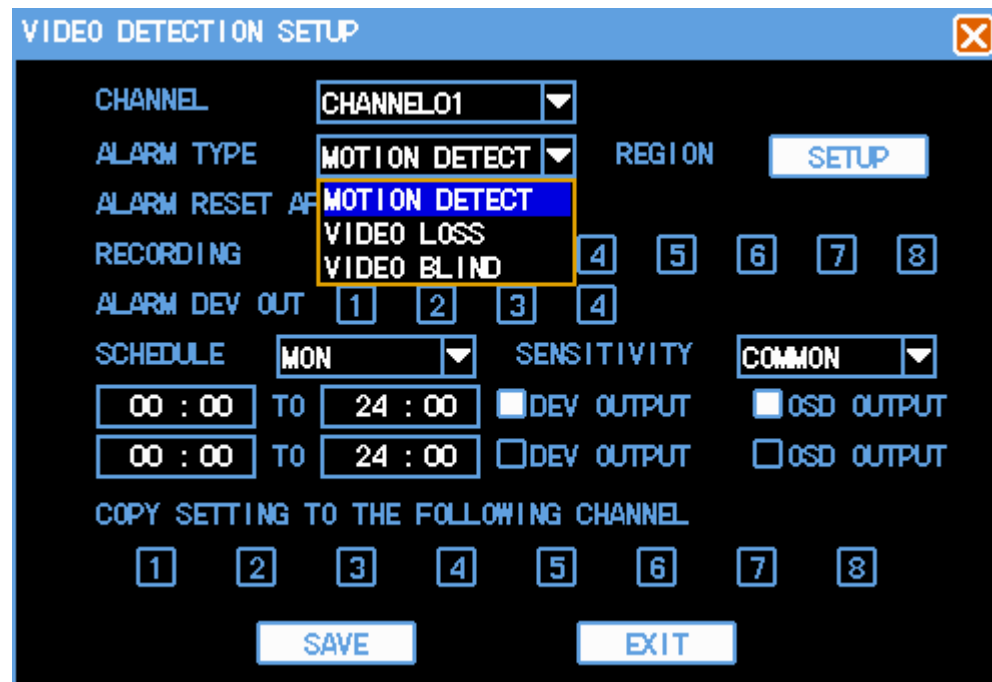 VIDEO DETECTION SETUP
CHANNEL CHANNEL01
ALARM TYPE MOTION DETECT REGION SETUP
ALARM RESET MOTION DETECT
VIDEO LOSS
RECORDING 4 5 6 7 8
VIDEO BLIND
ALARM DEV OUT 1 2 3 4
SCHEDULE MON SENSITIVITY COMMON
00 : 00 TO 24 : 00 DEV OUTPUT OSD OUTPUT
00 : 00 TO 24 : 00 DEV OUTPUT OSD OUTPUT
COPY SETTING TO THE FOLLOWING CHANNEL
1 2 3 4 5 6 7 8
SAVE EXIT